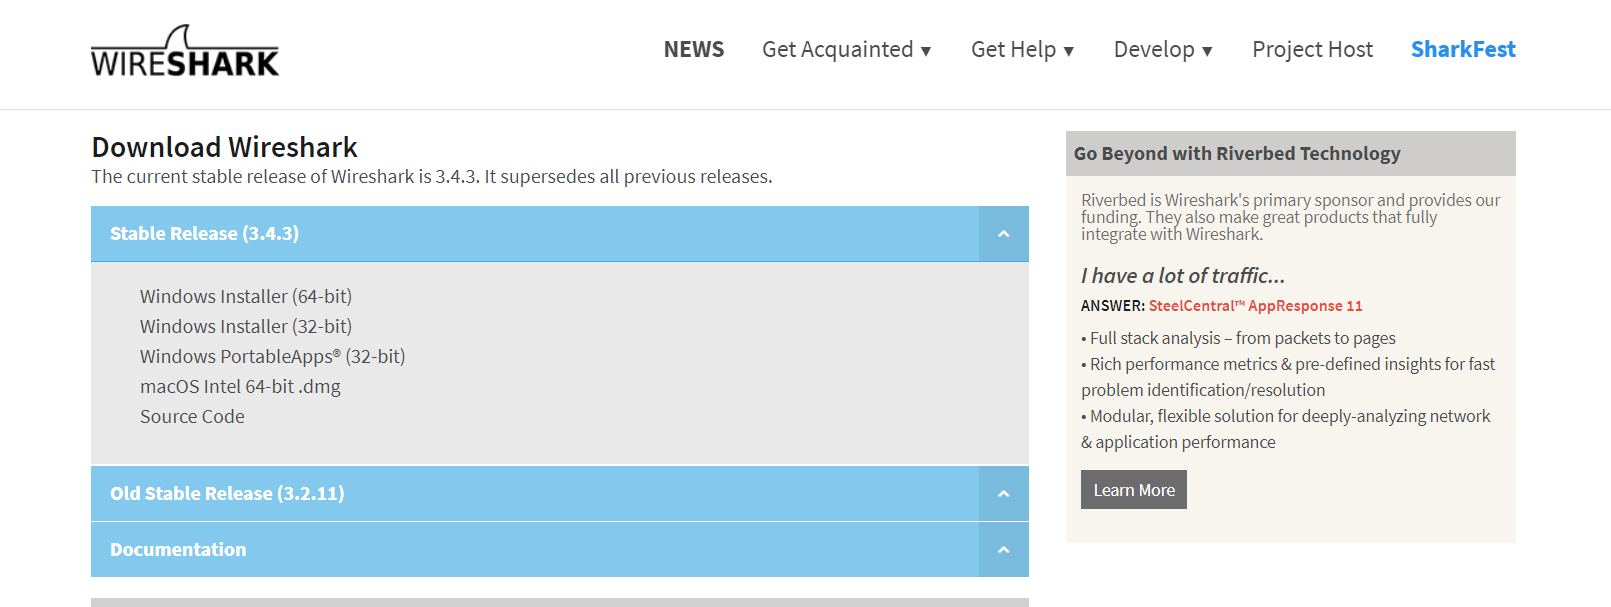 WIRESHARK
NEWS Get Acquainted ▼ Get Help ▼ Develop ▼ Project Host SharkFest
Download Wireshark
The current stable release of Wireshark is 3.4.3. It supersedes all previous releases.
Stable Release (3.4.3)
Windows Installer (64-bit)
Windows Installer (32-bit)
Windows PortableApps® (32-bit)
macOS Intel 64-bit .dmg
Source Code
Old Stable Release (3.2.11)
Documentation
Go Beyond with Riverbed Technology
Riverbed is Wireshark's primary sponsor and provides our
funding. They also make great products that fully
integrate with Wireshark.
I have a lot of traffic...
ANSWER: SteelCentral™ AppResponse 11
• Full stack analysis – from packets to pages
• Rich performance metrics & pre-defined insights for fast
problem identification/resolution
• Modular, flexible solution for deeply-analyzing network
& application performance
Learn More